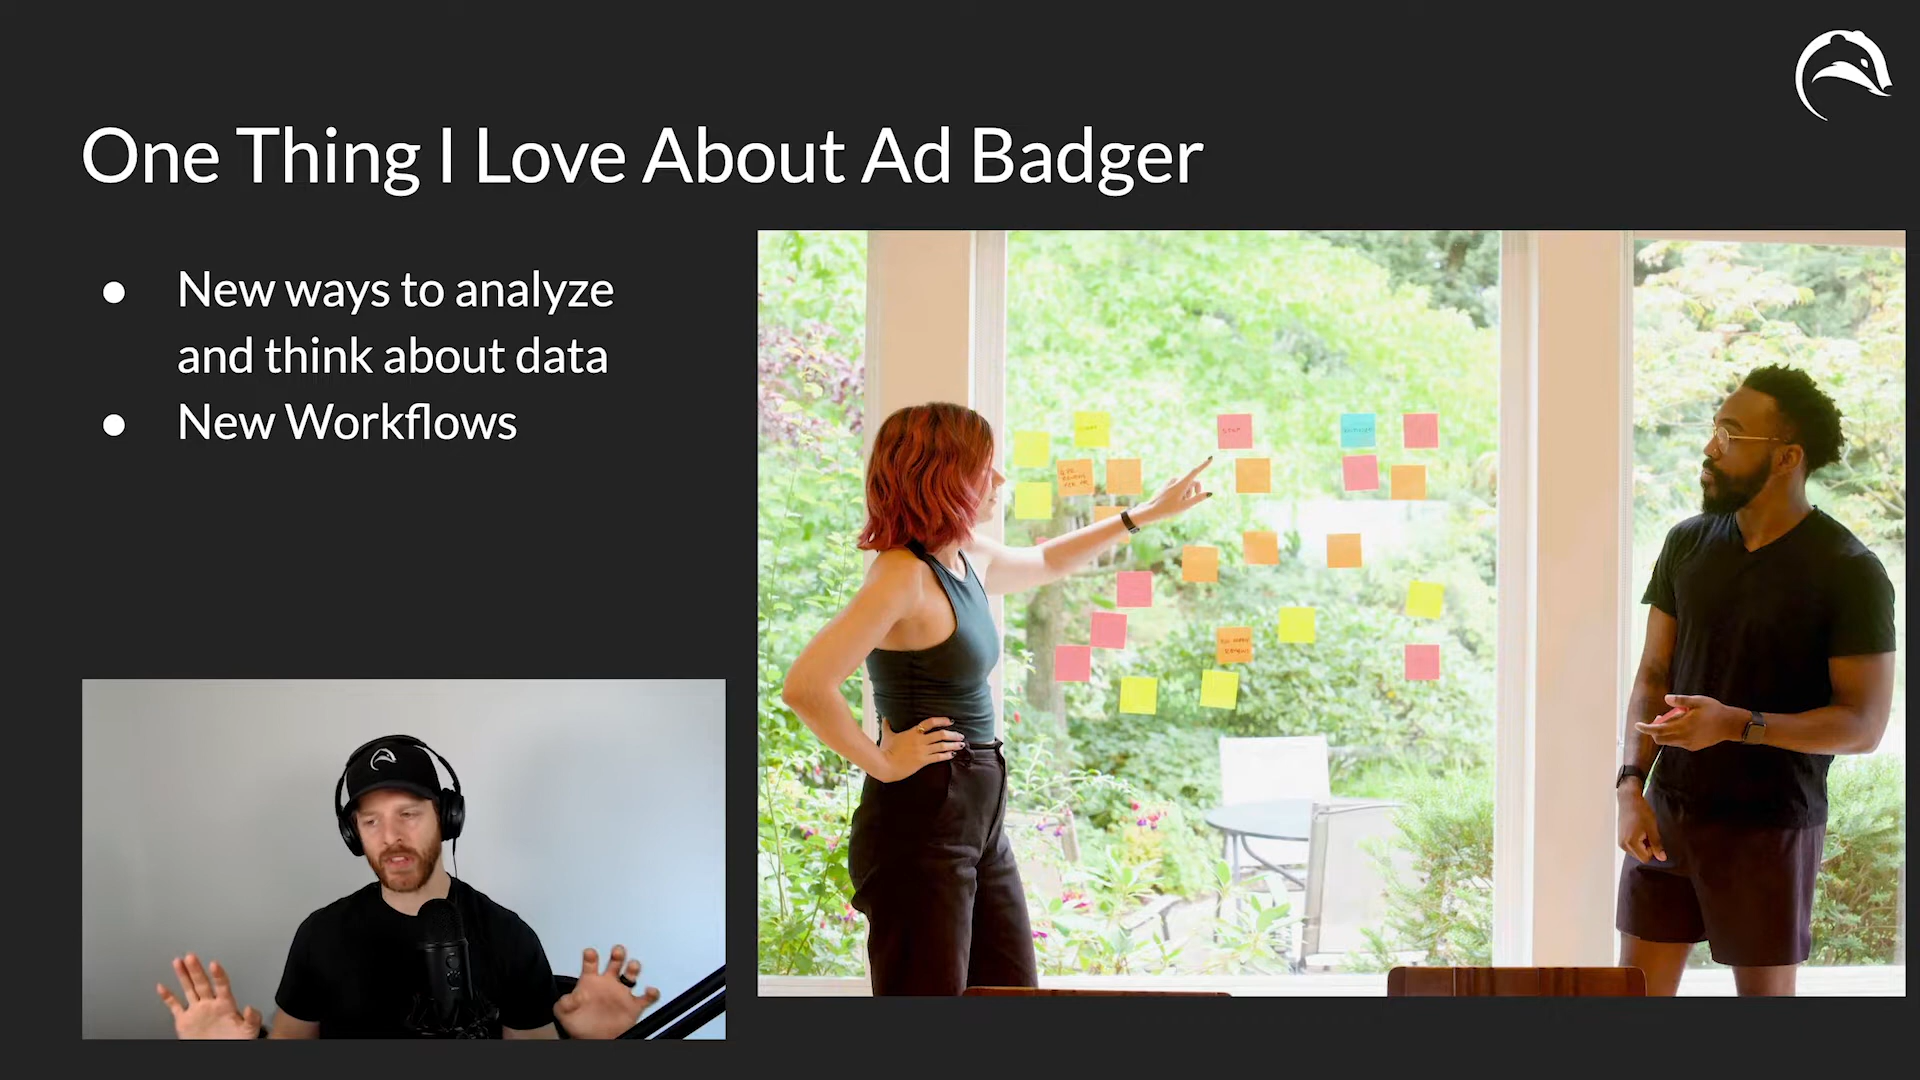 One Thing I Love About Ad Badger
● New ways to analyze
and think about data
● New Workflows